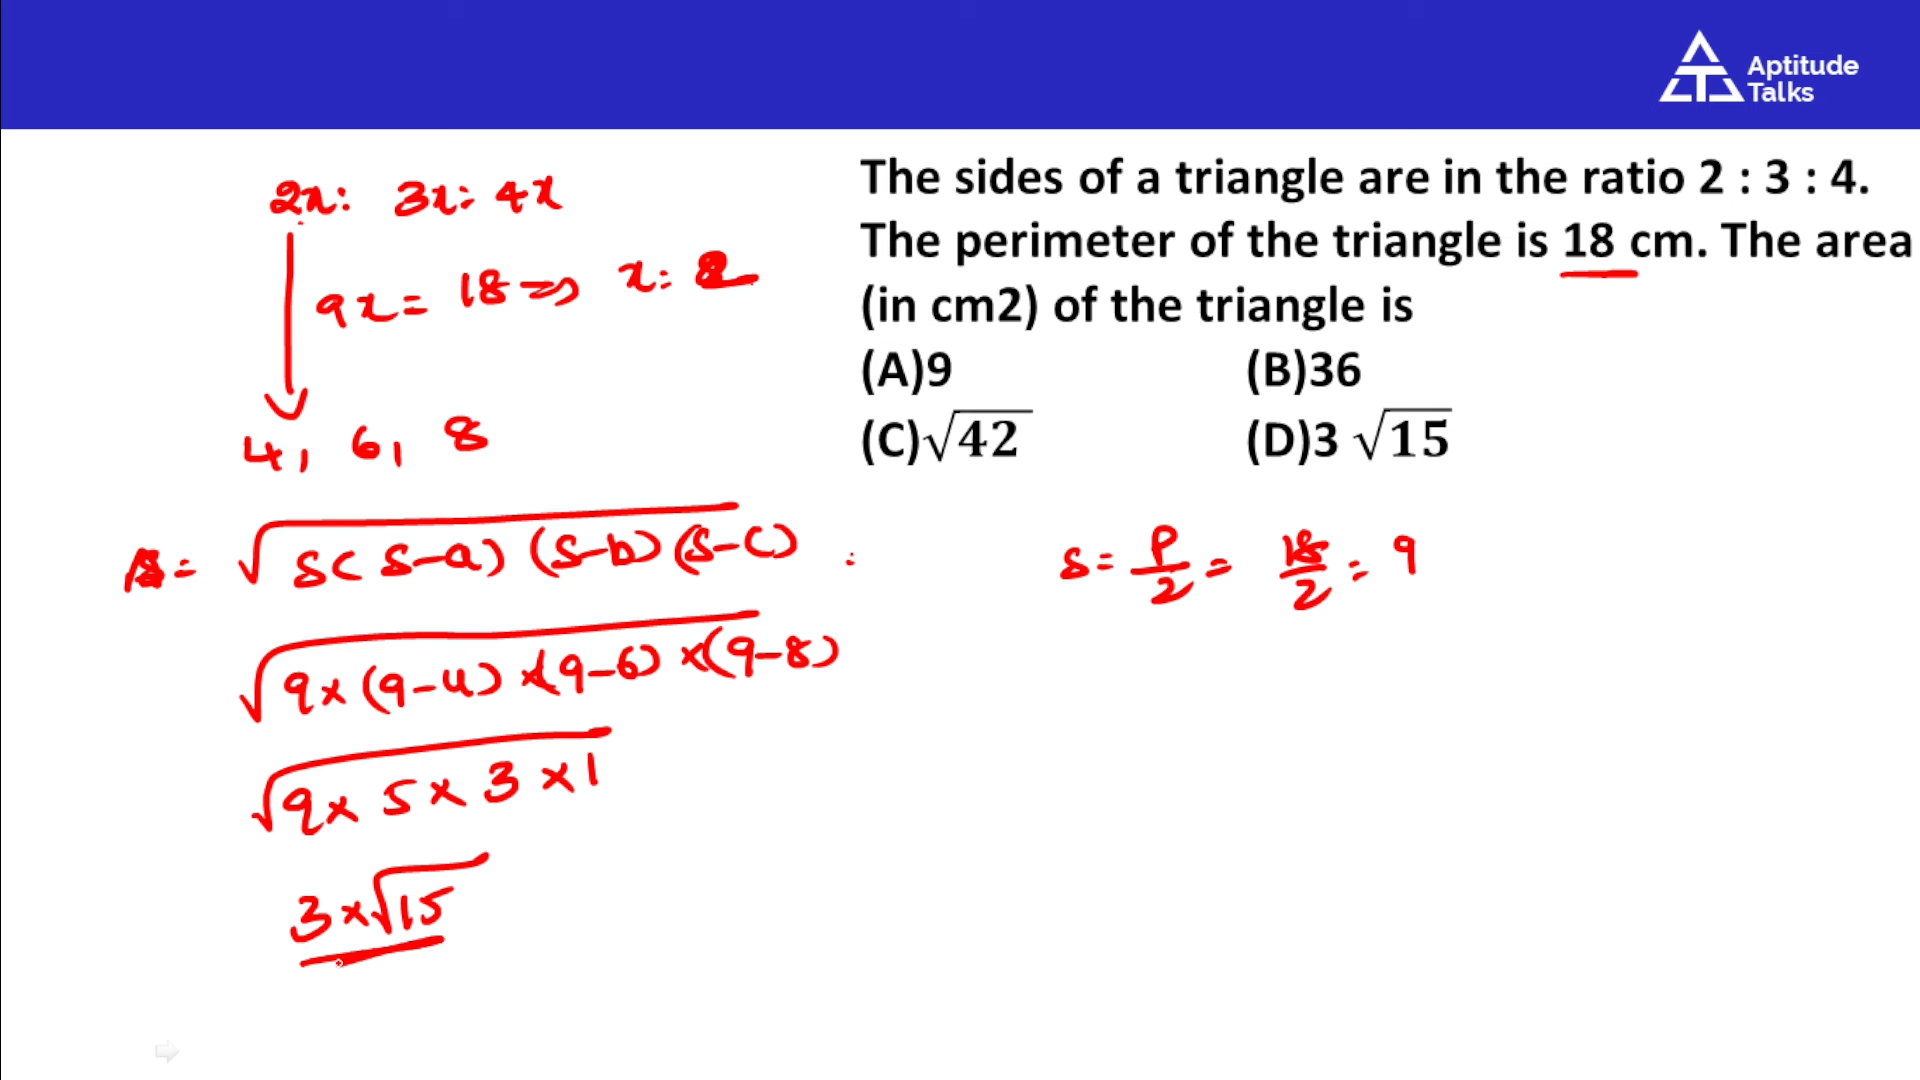 Aptitude
Talks
The sides of a triangle are in the ratio 2 : 3 : 4.
The perimeter of the triangle is 18 cm. The area
(in cm2) of the triangle is
(A)9 (B)36
(C)√42 (D)3 √15
2x: 3x: 4x
9x = 18 => x = 2
4, 6, 8
A = √s(s-a)(s-b)(s-c) :
s = P/2 = 18/2 = 9
√9×(9-4)×(9-6)×(9-8)
√9×5×3×1
3×√15